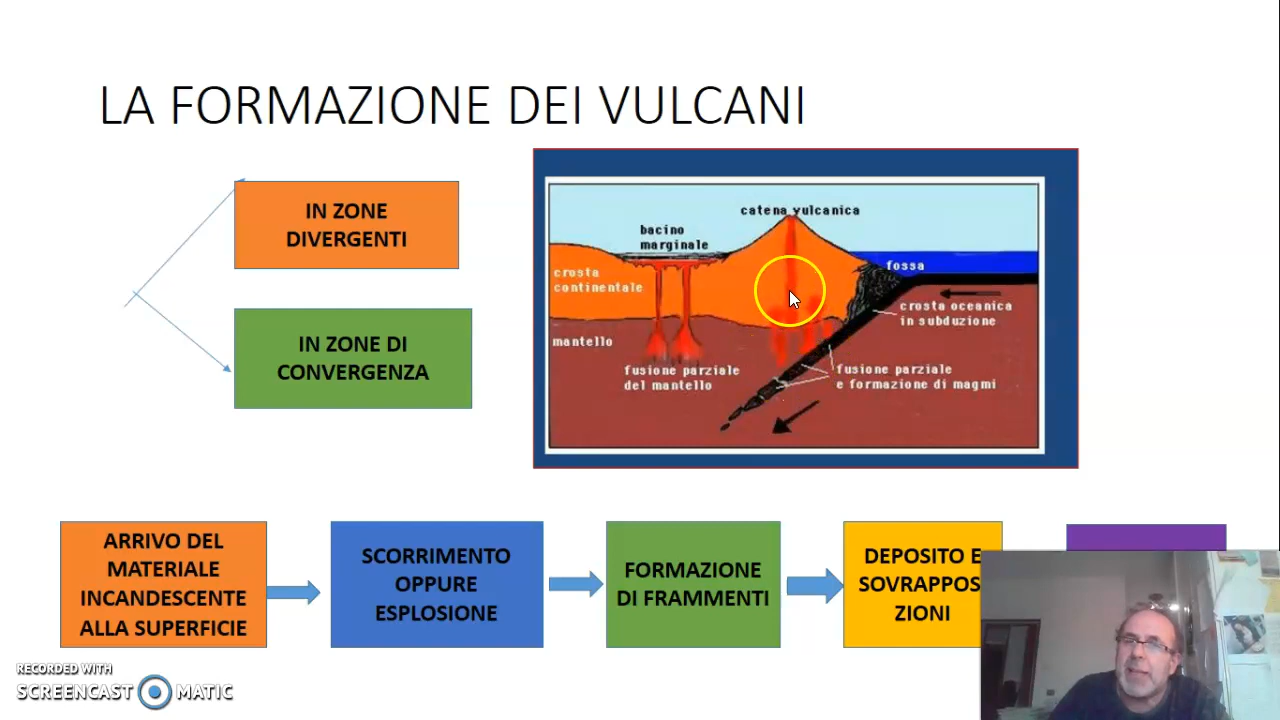 LA FORMAZIONE DEI VULCANI
IN ZONE
DIVERGENTI
IN ZONE DI
CONVERGENZA
catena vulcanica
bacino
marginale
fossa
crosta
continentale
crosta oceanica
in subduzione
mantello
fusione parziale
del mantello
fusione parziale
e formazione di magmi
ARRIVO DEL
MATERIALE
INCANDESCENTE
ALLA SUPERFICIE
SCORRIMENTO
OPPURE
ESPLOSIONE
FORMAZIONE
DI FRAMMENTI
DEPOSITO E
SOVRAPPOS
ZIONI
RECORDED WITH
SCREENCAST MATIC